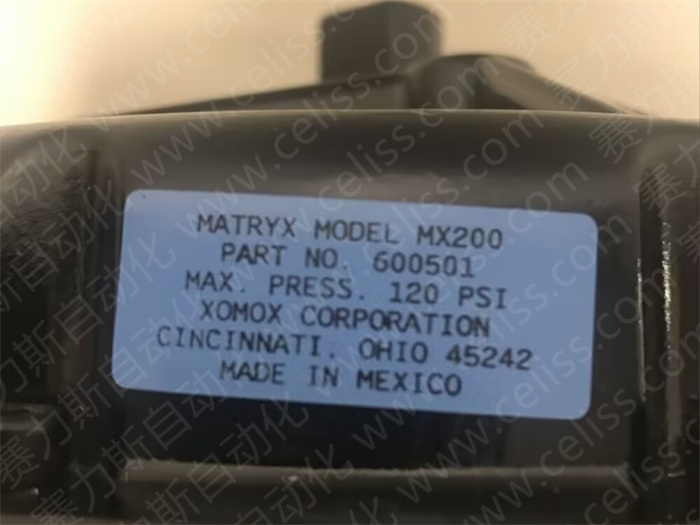 MATRYX MODEL MX200
PART NO. 600501
MAX. PRESS. 120 PSI
XOMOX CORPORATION
CINCINNATI, OHIO 45242
MADE IN MEXICO
赛力斯自动化 www.celiss.com